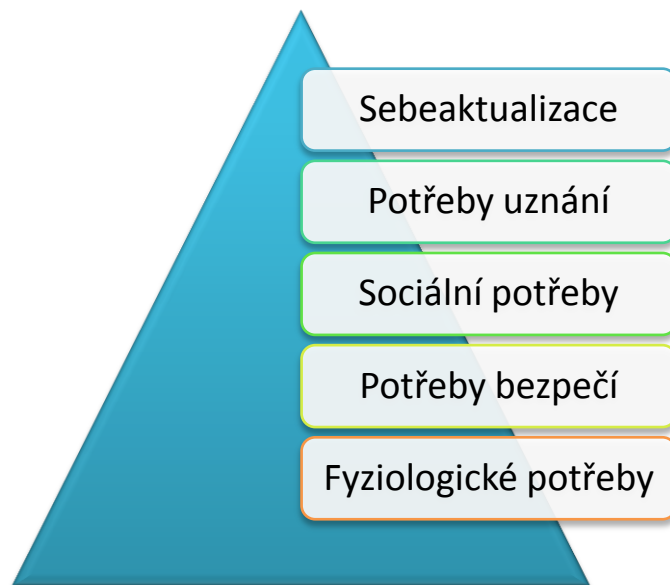 Sebeaktualizace
Potřeby uznání
Sociální potřeby
Potřeby bezpečí
Fyziologické potřeby